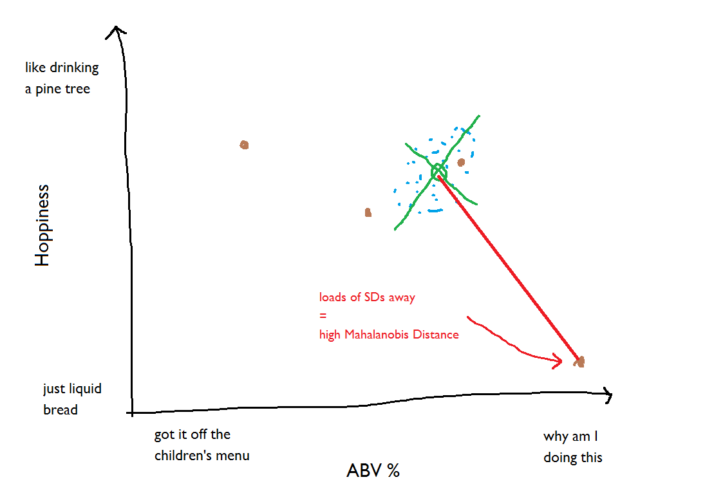 like drinking
a pine tree
Hoppiness
loads of SDs away
=
high Mahalanobis Distance
just liquid
bread
got it off the
children's menu
why am I
doing this
ABV %